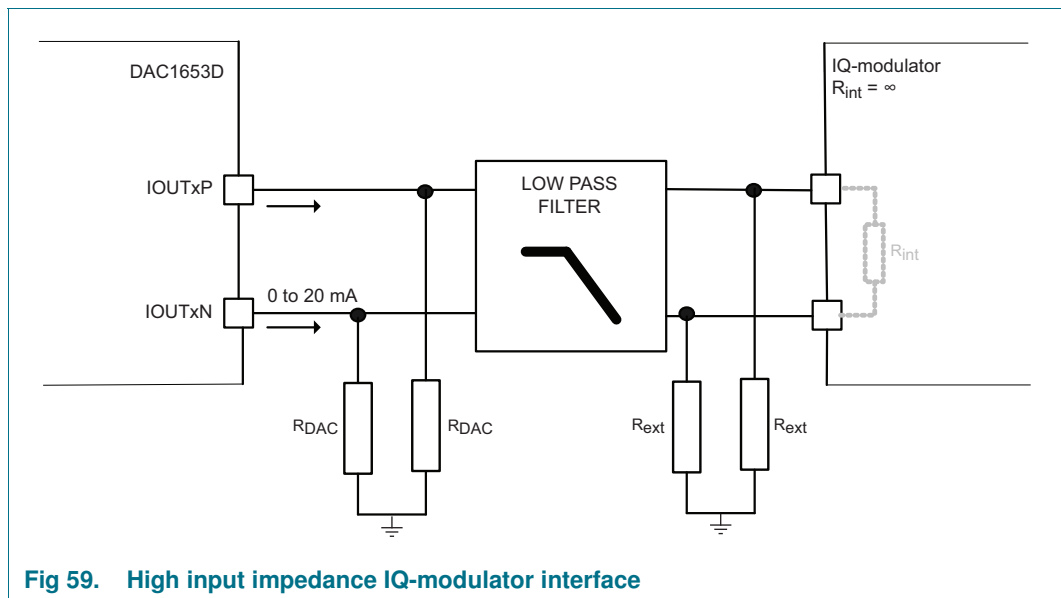 DAC1653D
IQ-modulator
Rint = ∞
IOUTxP
LOW PASS
FILTER
Rint
0 to 20 mA
IOUTxN
RDAC
RDAC
Rext
Rext
Fig 59. High input impedance IQ-modulator interface